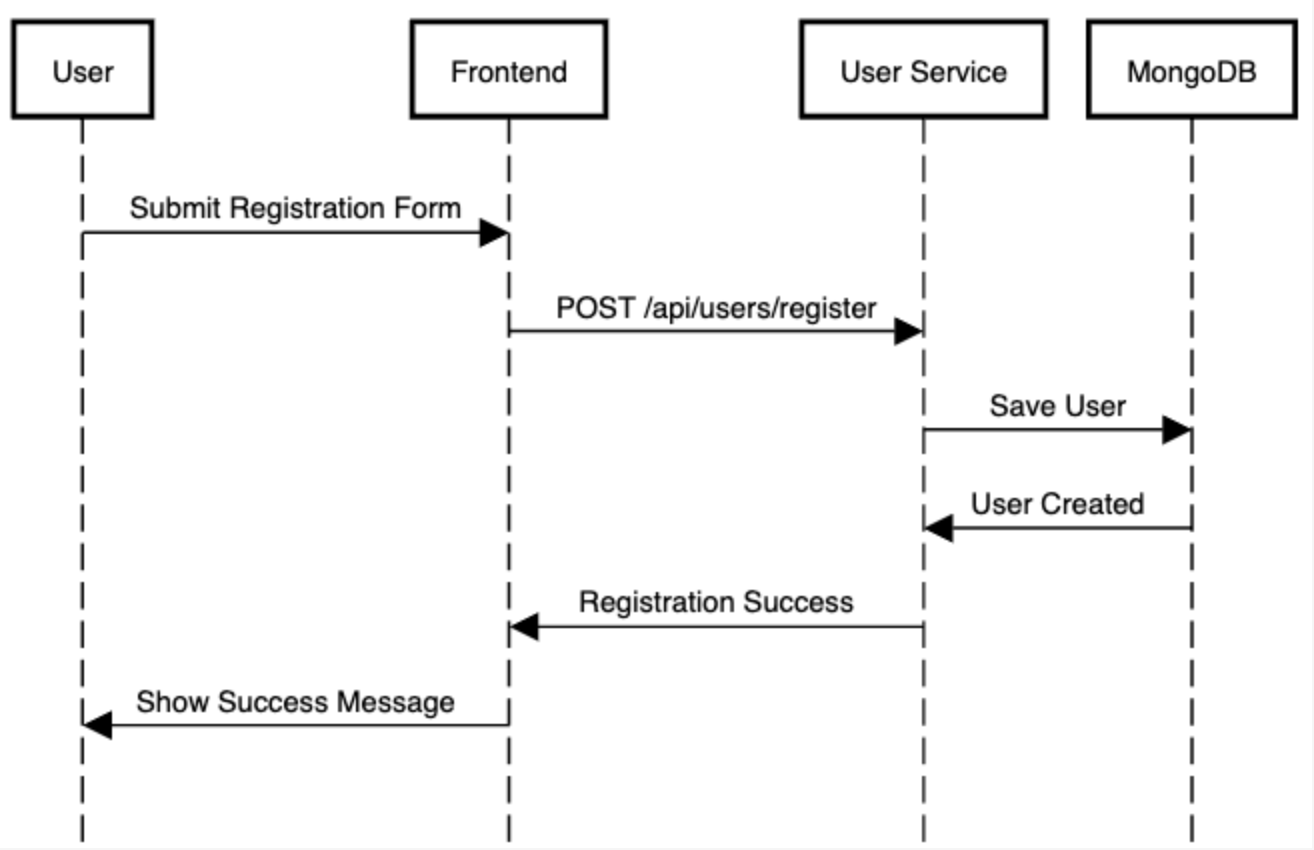 User
Frontend
User Service
MongoDB
Submit Registration Form
POST /api/users/register
Save User
User Created
Registration Success
Show Success Message